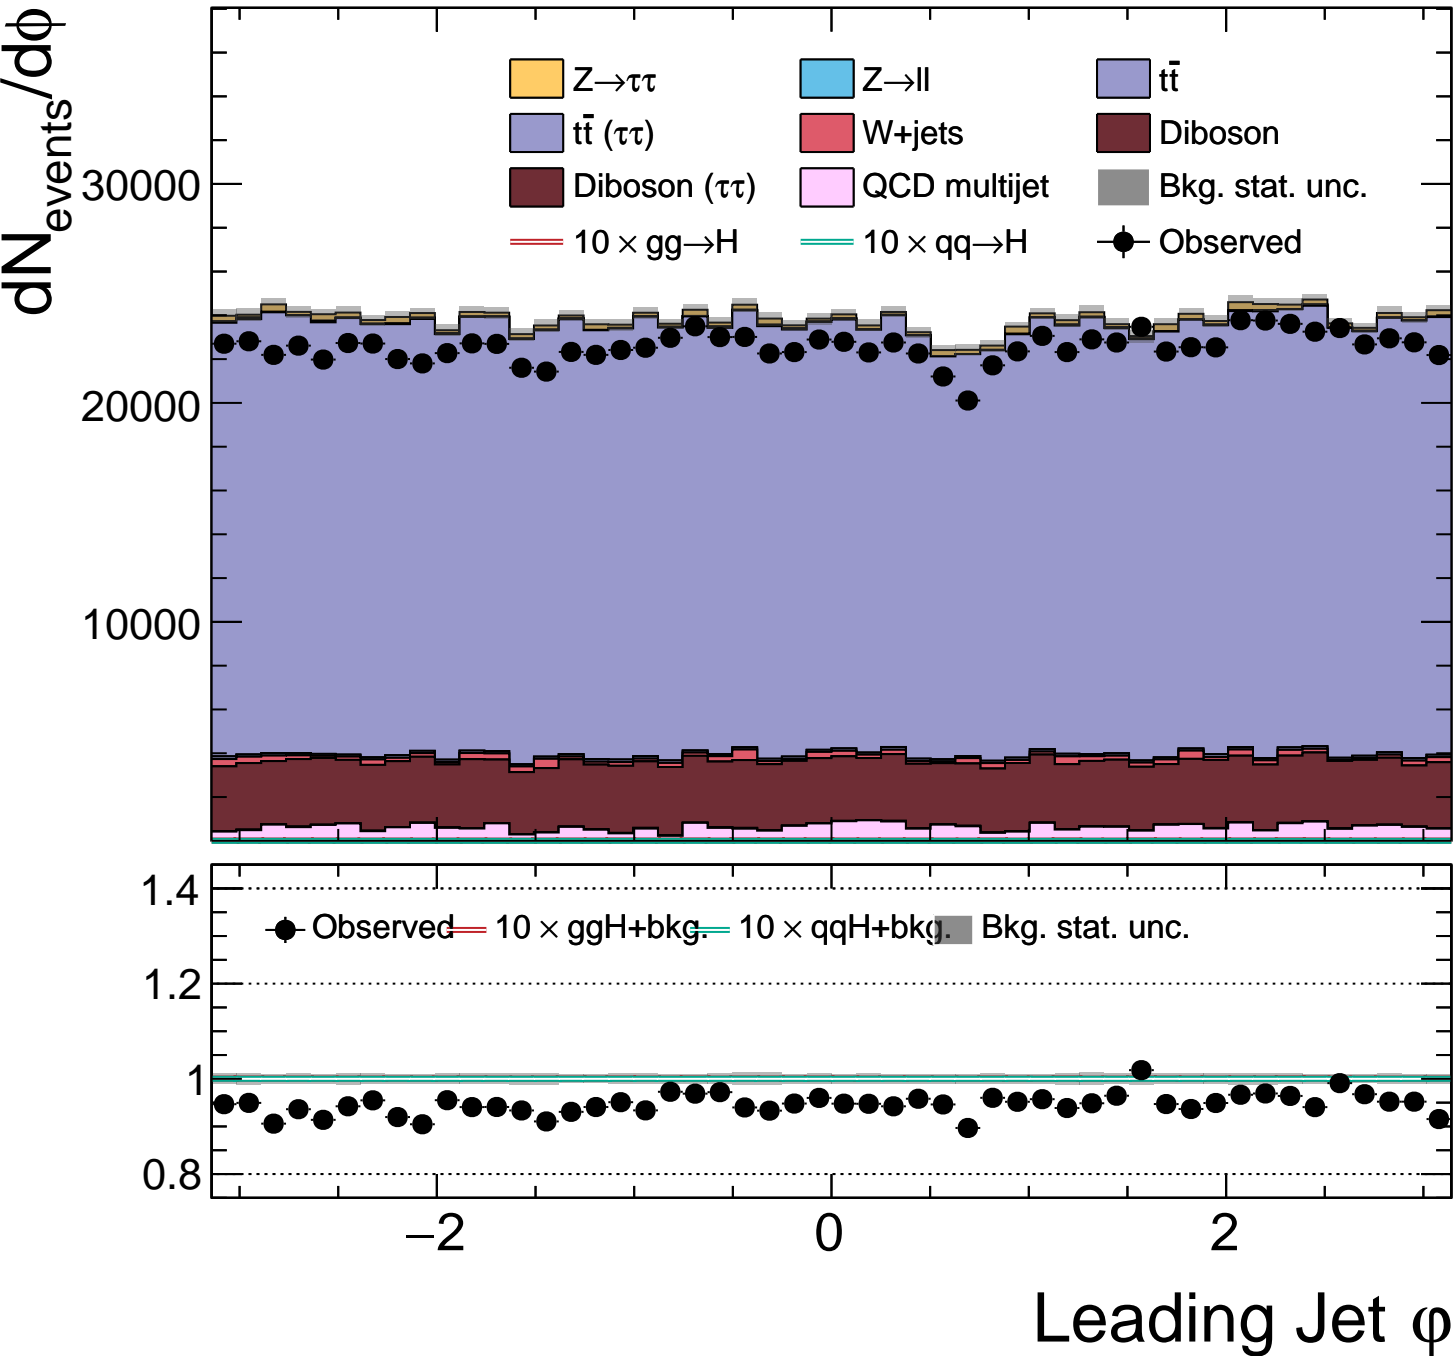 dNevents/dϕ
Z→ττ Z→ll tt̄
tt̄ (ττ) W+jets Diboson
Diboson (ττ) QCD multijet Bkg. stat. unc.
10 × gg→H 10 × qq→H Observed
30000
20000
10000
1.4
Observed 10 × ggH+bkg. 10 × qqH+bkg. Bkg. stat. unc.
1.2
1
0.8
−2 0 2
Leading Jet φ